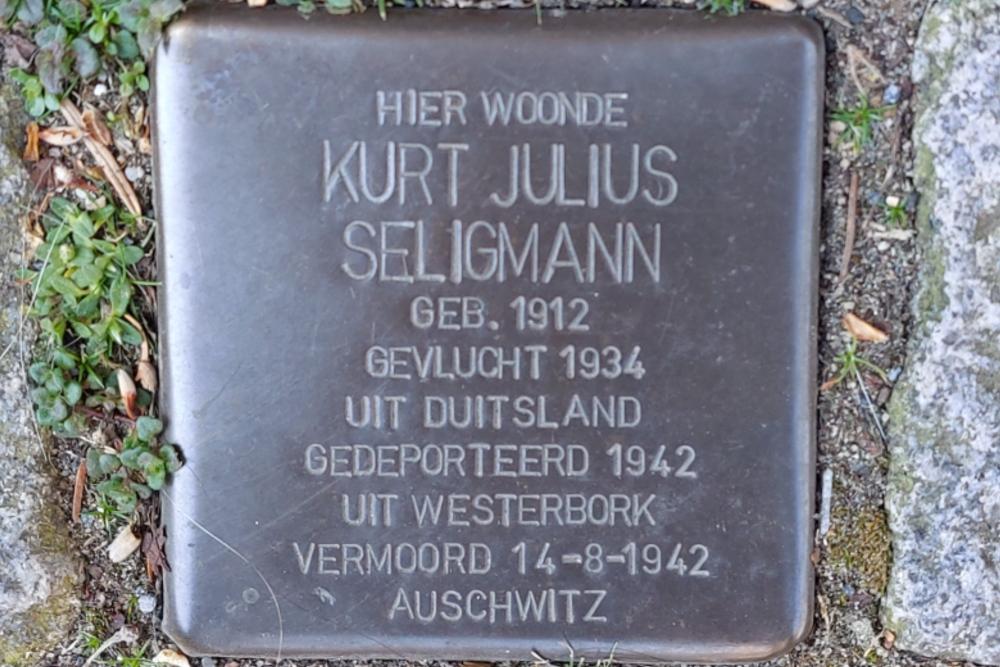 HIER WOONDE
KURT JULIUS
SELIGMANN
GEB. 1912
GEVLUCHT 1934
UIT DUITSLAND
GEDEPORTEERD 1942
UIT WESTERBORK
VERMOORD 14-8-1942
AUSCHWITZ